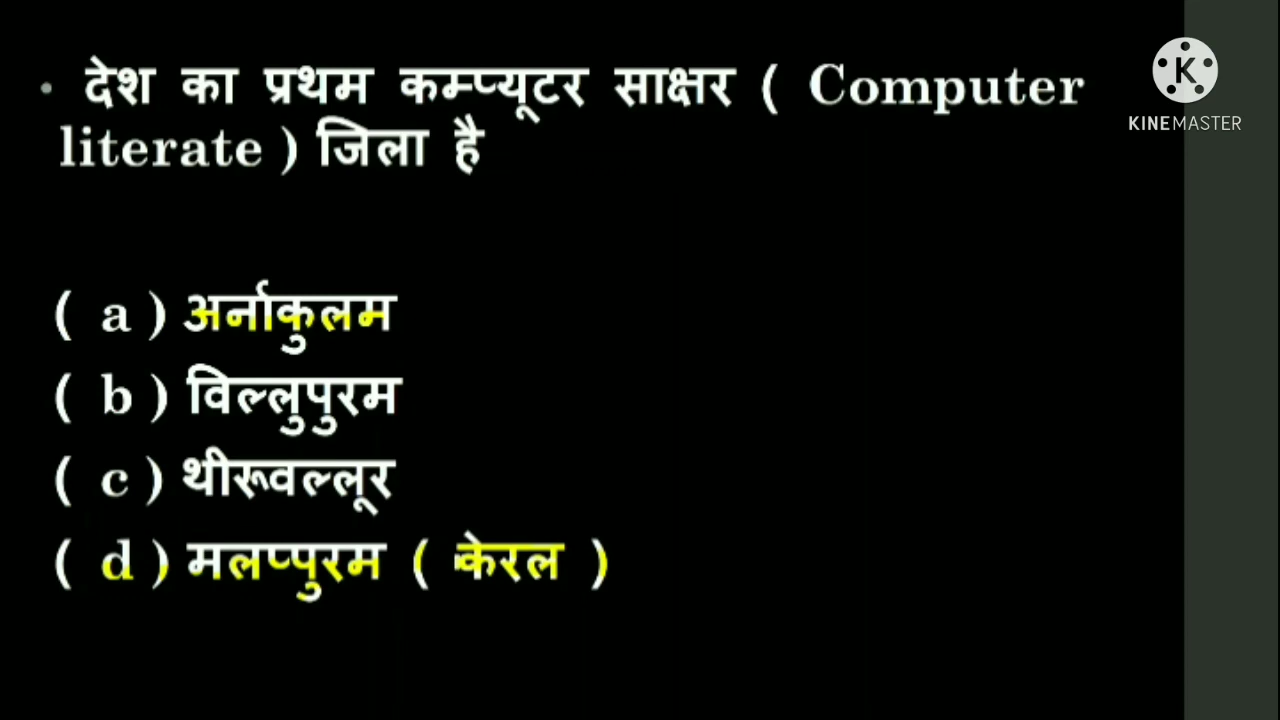 • देश का प्रथम कम्प्यूटर साक्षर ( Computer
literate ) जिला है
( a ) अर्नाकुलम
( b ) विल्लुपुरम
( c ) थीरूवल्लूर
( d ) मलप्पुरम ( केरल )
K
KINEMASTER